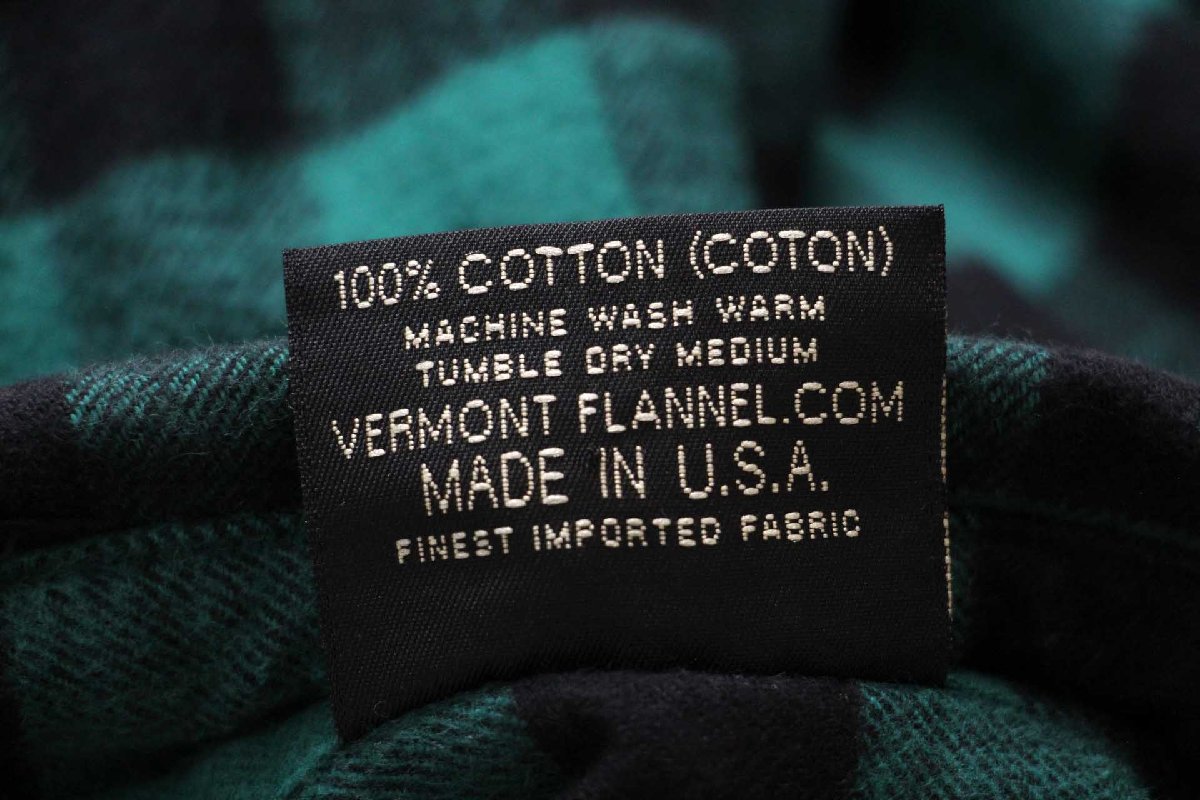 100% COTTON (COTON)
MACHINE WASH WARM
TUMBLE DRY MEDIUM
VERMONT FLANNEL.COM
MADE IN U.S.A.
FINEST IMPORTED FABRIC